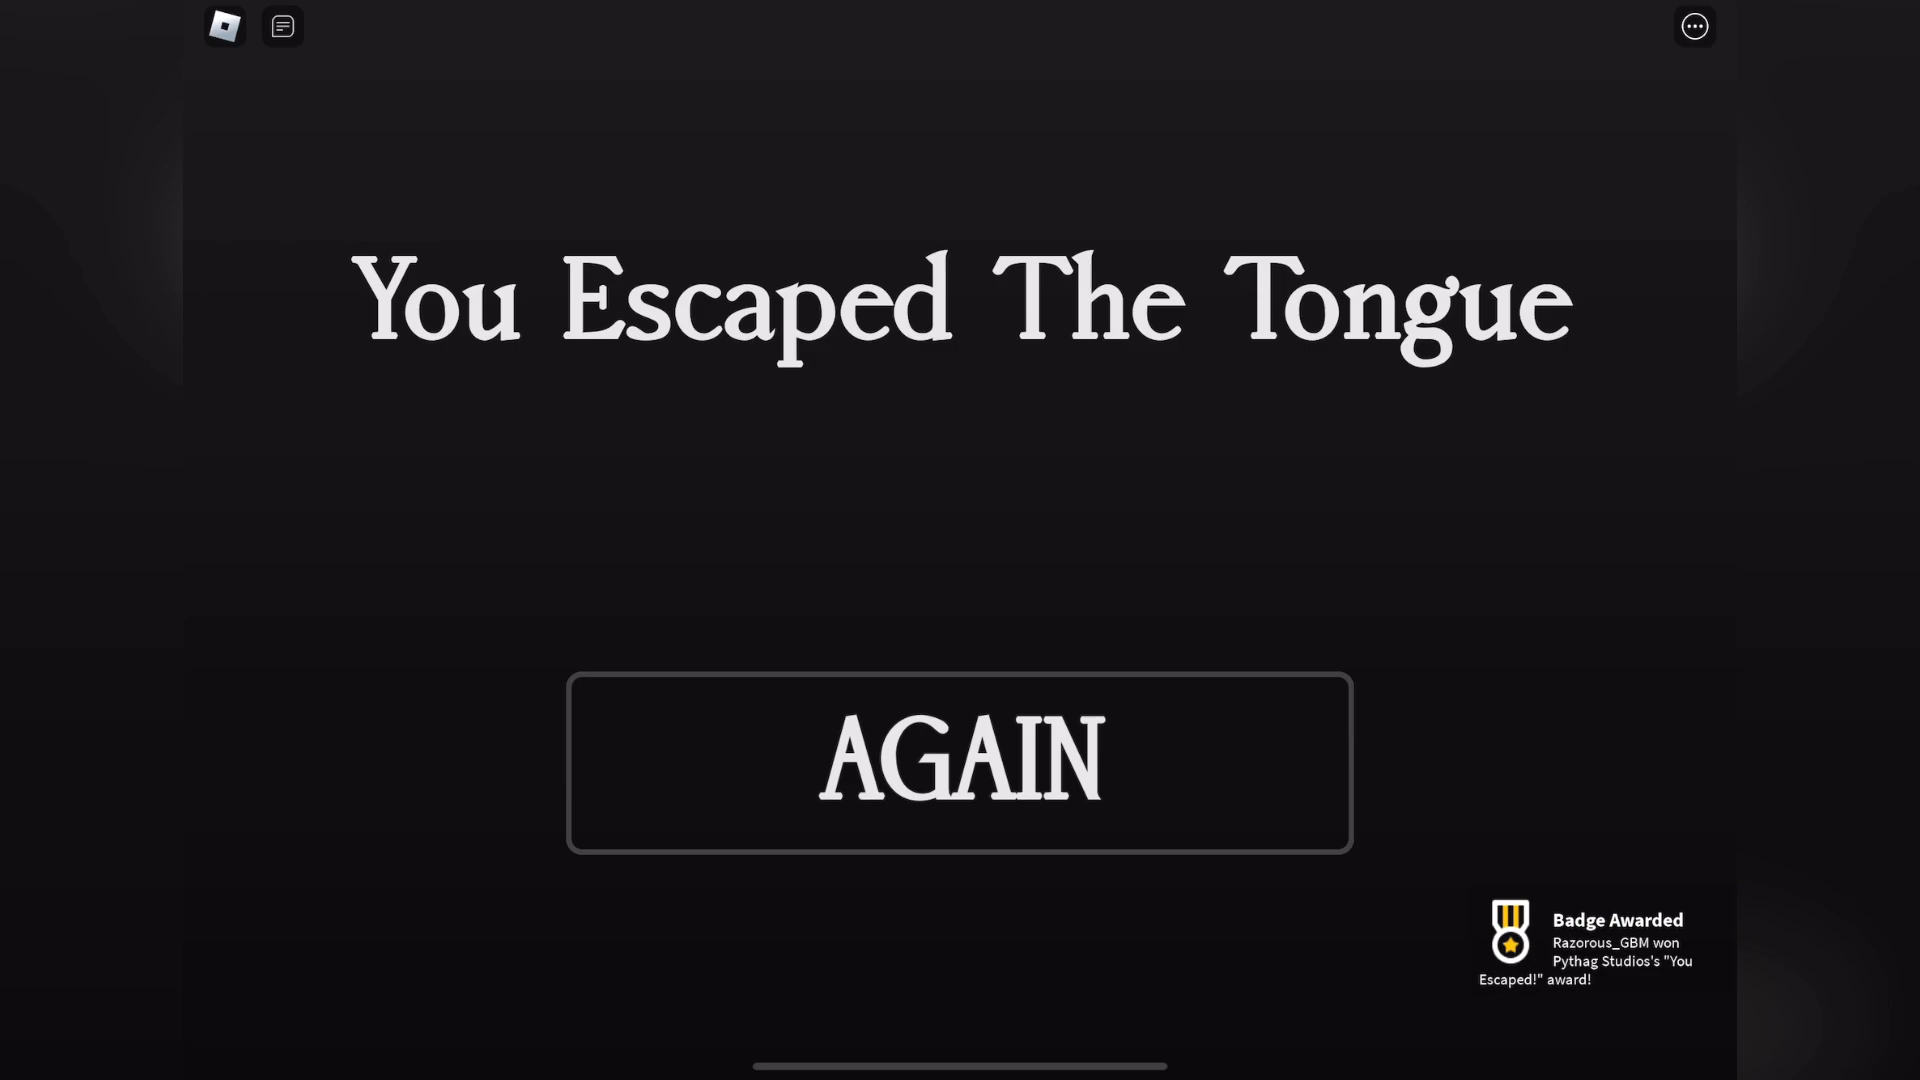 You Escaped The Tongue
AGAIN
Badge Awarded
Razorous_GBM won
Pythag Studios's "You
Escaped!" award!